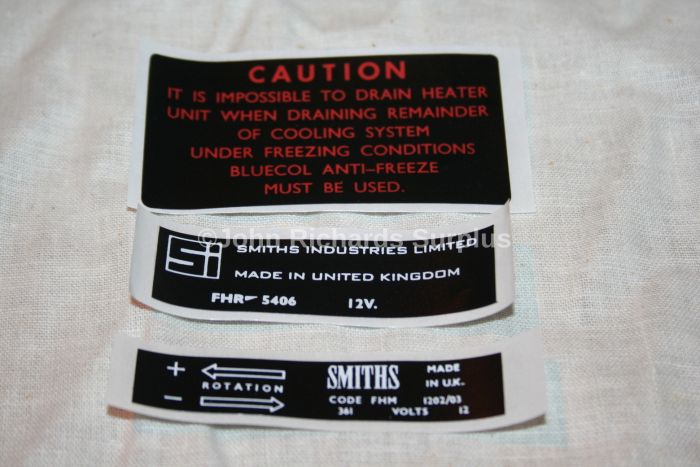 CAUTION
IT IS IMPOSSIBLE TO DRAIN HEATER
UNIT WHEN DRAINING REMAINDER
OF COOLING SYSTEM
UNDER FREEZING CONDITIONS
BLUECOL ANTI-FREEZE
MUST BE USED.
©John Richards Surplus
Si SMITHS INDUSTRIES LIMITED
MADE IN UNITED KINGDOM
FHR- 5406 12V.
+ SMITHS MADE
ROTATION IN U.K.
- CODE FHM 1202/03
361 VOLTS 12